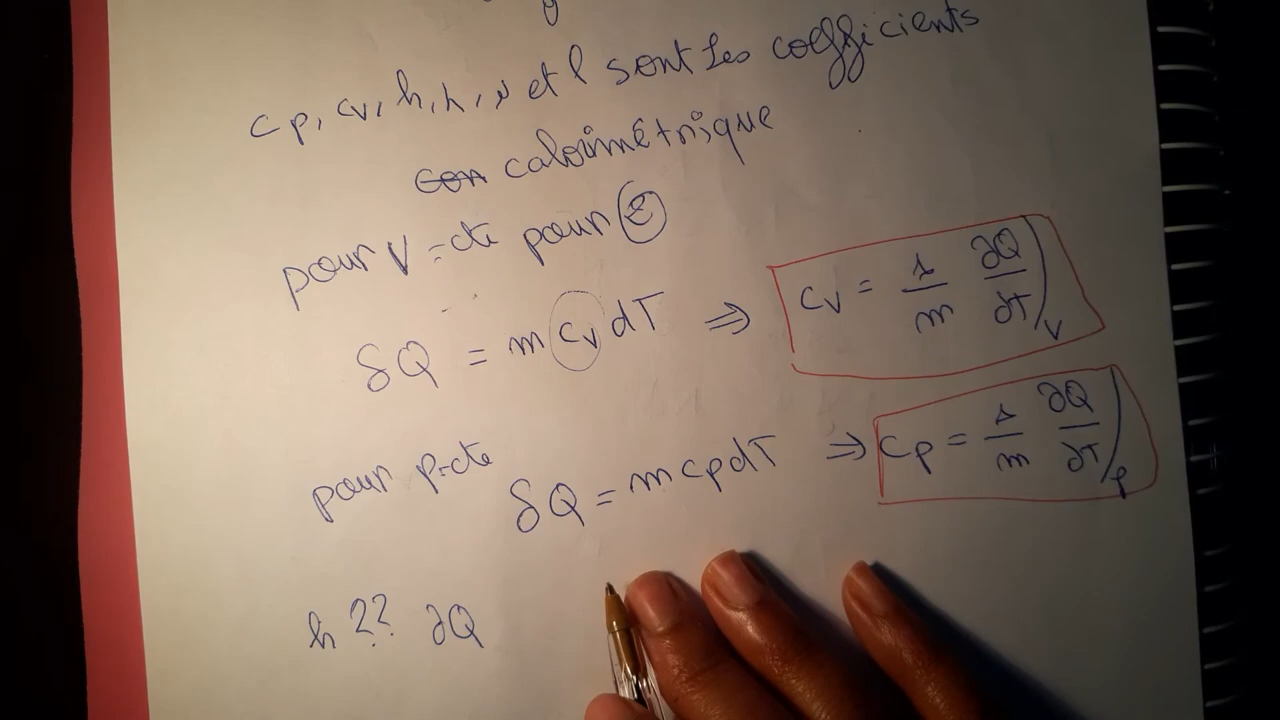 cp, cv, h, λ, μ et l sont les coefficients
calorimétrique
pour V = cte pour ②
δQ = m cv dT ⇒ cv = 1/m ∂Q/∂T)v
pour p=cte
δQ = m cp dT ⇒ cp = 1/m ∂Q/∂T)p
h ?? ∂Q